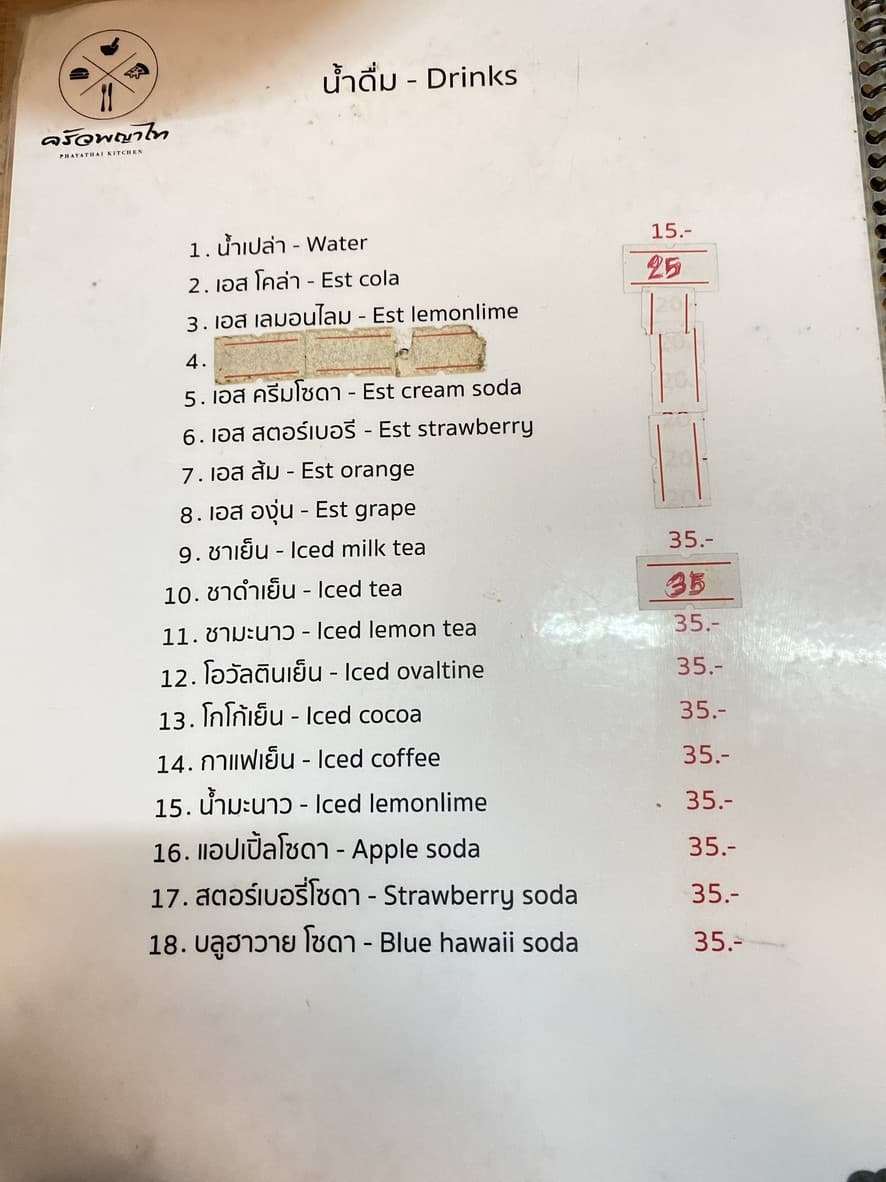 ครัวพญาไท
PHAYATHAI KITCHEN
น้ำดื่ม - Drinks
1. น้ำเปล่า - Water 15.-
2. เอส โคล่า - Est cola 25
3. เอส เลมอนไลม - Est lemonlime 20
4. 20
5. เอส ครีมโซดา - Est cream soda 20.
6. เอส สตอร์เบอรี - Est strawberry 20
7. เอส ส้ม - Est orange 20
8. เอส องุ่น - Est grape 20
9. ชาเย็น - Iced milk tea 35.-
10. ชาดำเย็น - Iced tea 35
11. ชามะนาว - Iced lemon tea 35.-
12. โอวัลตินเย็น - Iced ovaltine 35.-
13. โกโก้เย็น - Iced cocoa 35.-
14. กาแฟเย็น - Iced coffee 35.-
15. น้ำมะนาว - Iced lemonlime 35.-
16. แอปเปิ้ลโซดา - Apple soda 35.-
17. สตอร์เบอรี่โซดา - Strawberry soda 35.-
18. บลูฮาวาย โซดา - Blue hawaii soda 35.-